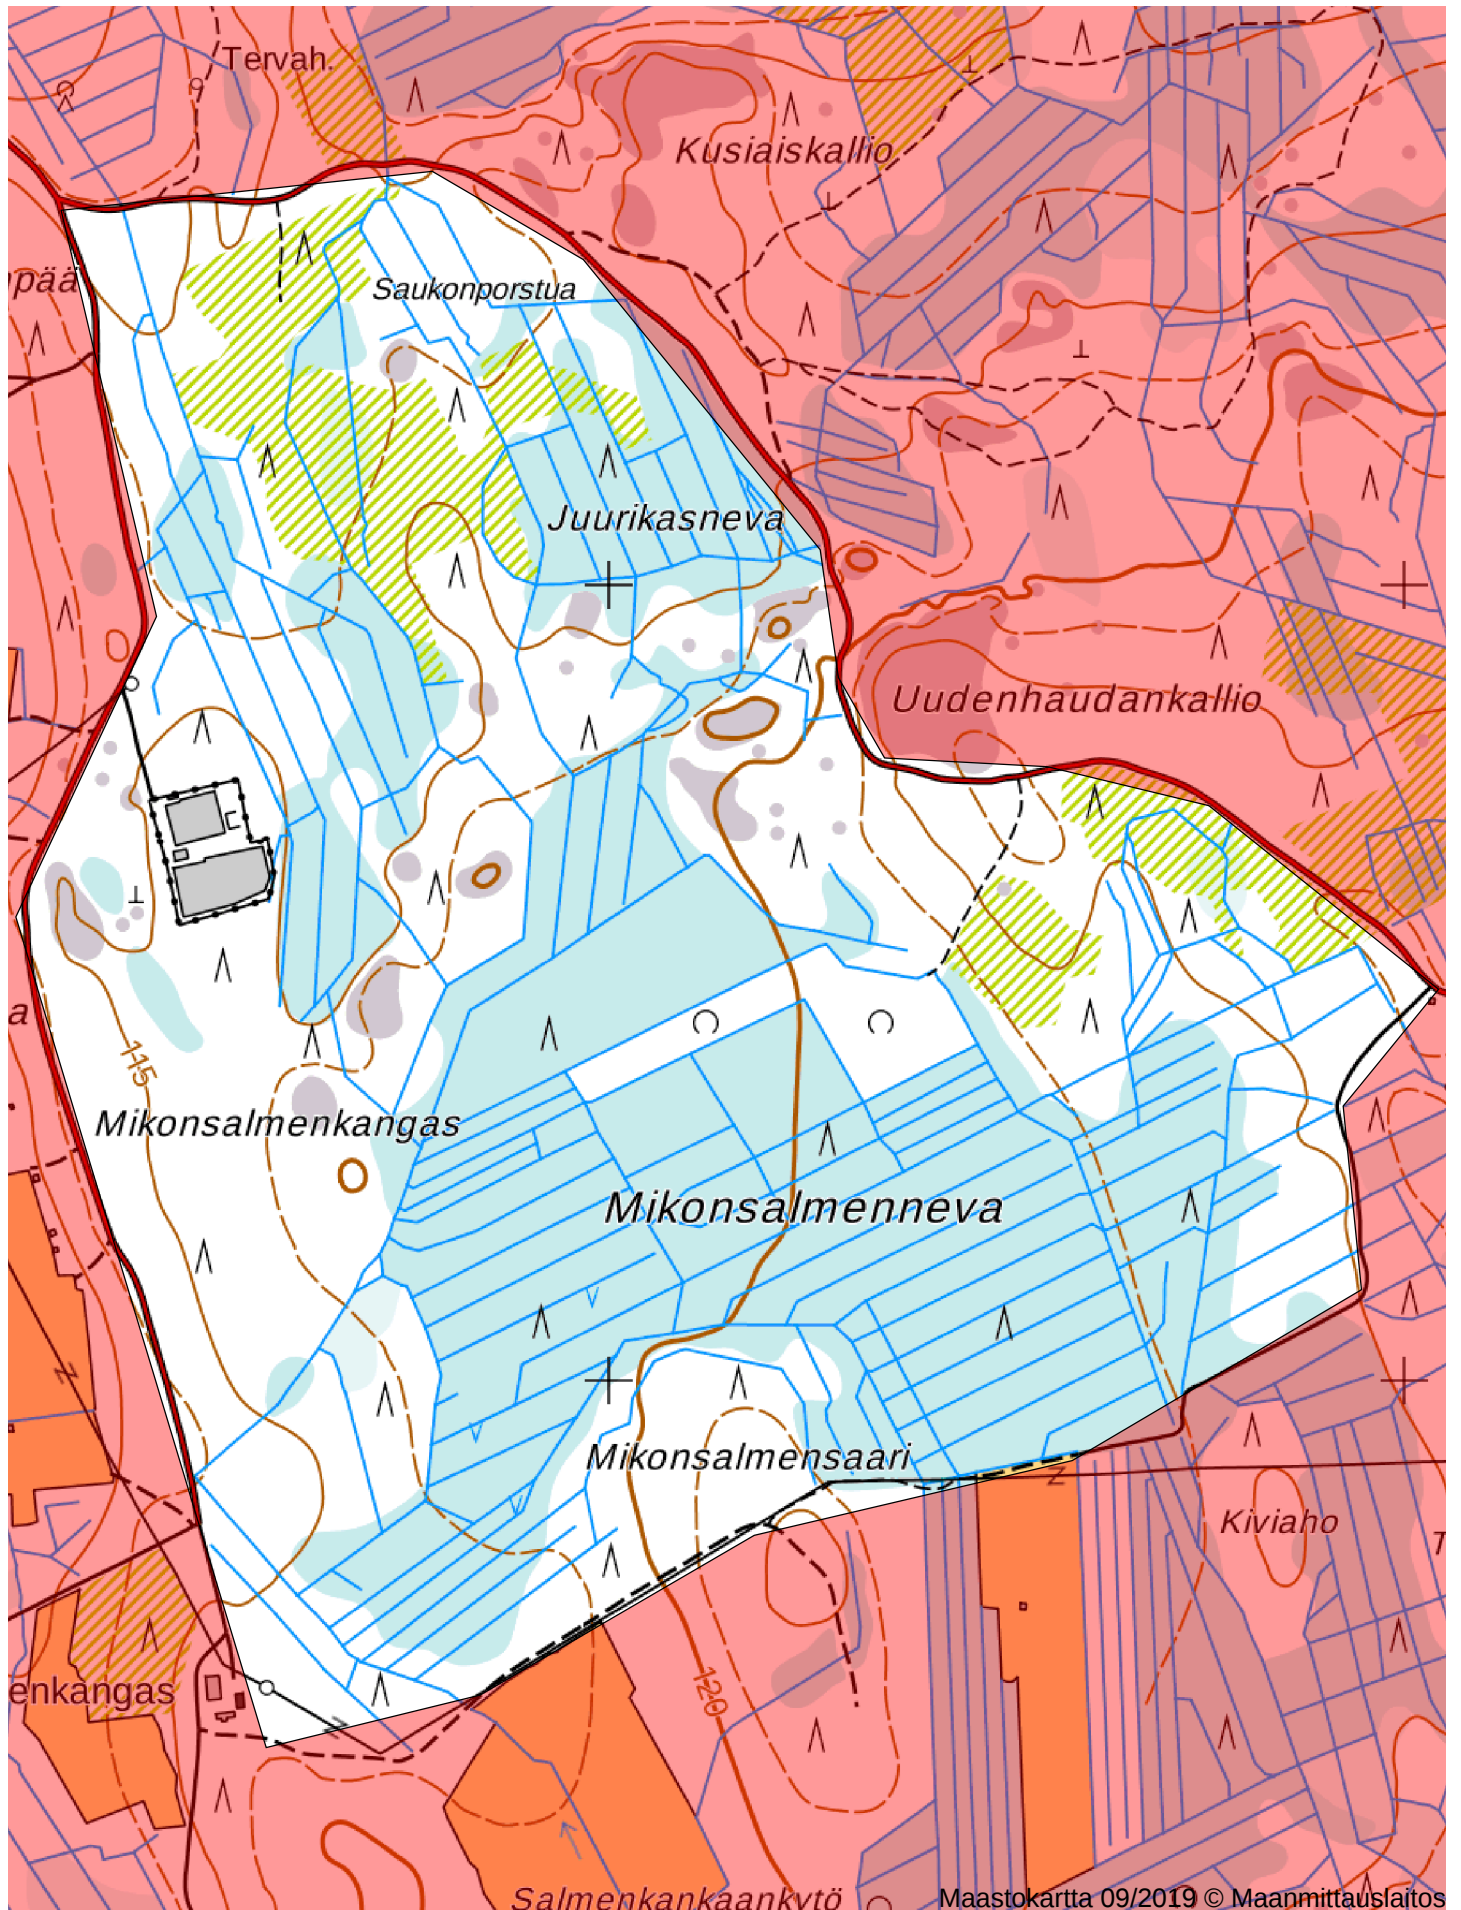 Tervah.
Kusiaiskallio
pää
Saukonporstua
Juurikasneva
Uudenhaudankallio
a
115
Mikonsalmenkangas
Mikonsalmenneva
Mikonsalmensaari
Kiviaho
T
enkangas
120
Salmenkankaankytö
Maastokartta 09/2019 © Maanmittauslaitos